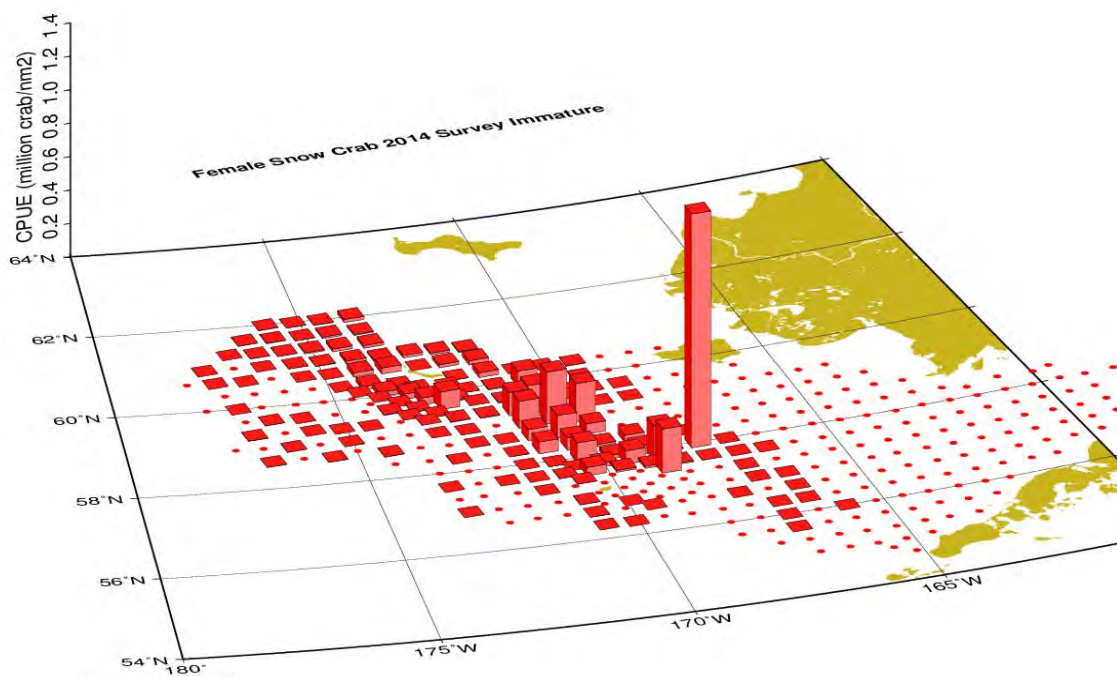 1.4
1.2
1.0
0.8
0.6
0.4
0.2
CPUE (million crab/nm2)
Female Snow Crab 2014 Survey Immature
64°N
62°N
60°N
58°N
56°N
54°N
180°
175°W
170°W
165°W